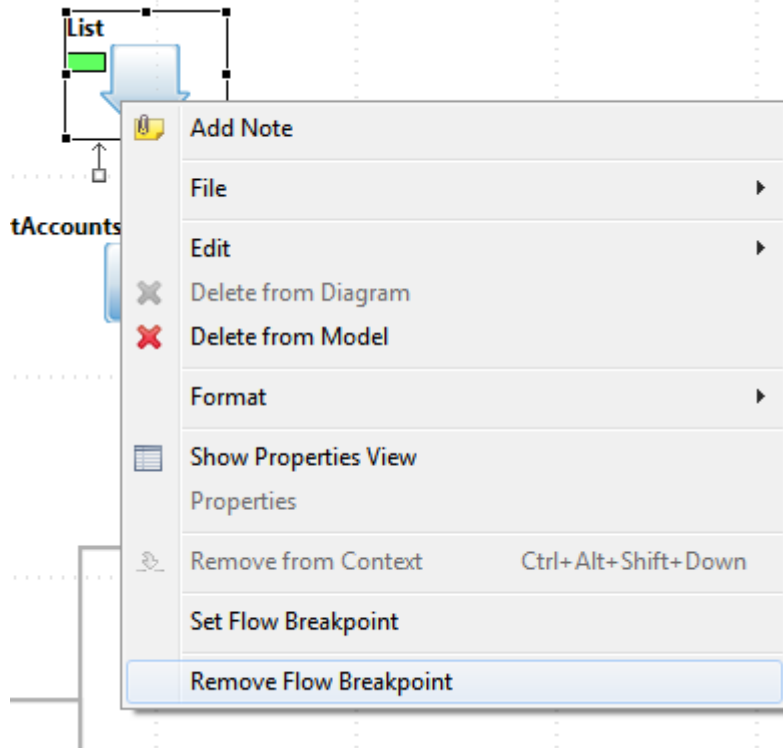 List
Add Note
File
tAccounts
Edit
Delete from Diagram
Delete from Model
Format
Show Properties View
Properties
Remove from Context Ctrl+Alt+Shift+Down
Set Flow Breakpoint
Remove Flow Breakpoint